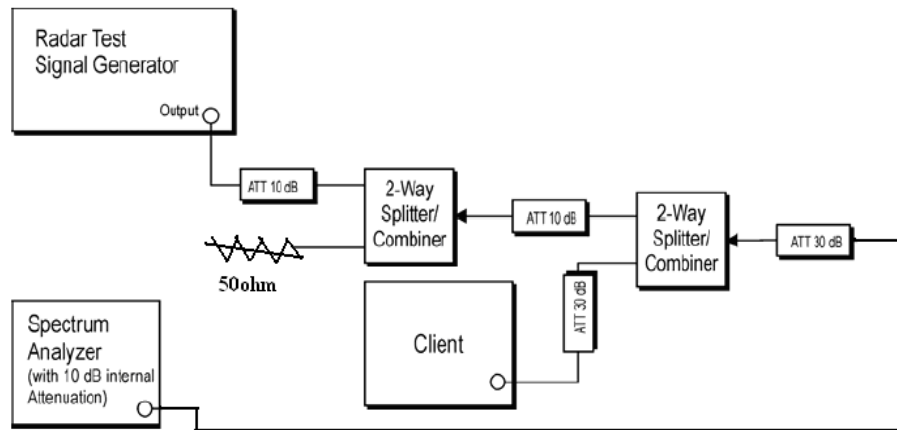 Radar Test
Signal Generator
Output
ATT 10 dB
2-Way
Splitter/
Combiner
ATT 10 dB
2-Way
Splitter/
Combiner
ATT 30 dB
50ohm
ATT 30 dB
Client
Spectrum
Analyzer
(with 10 dB internal
Attenuation)